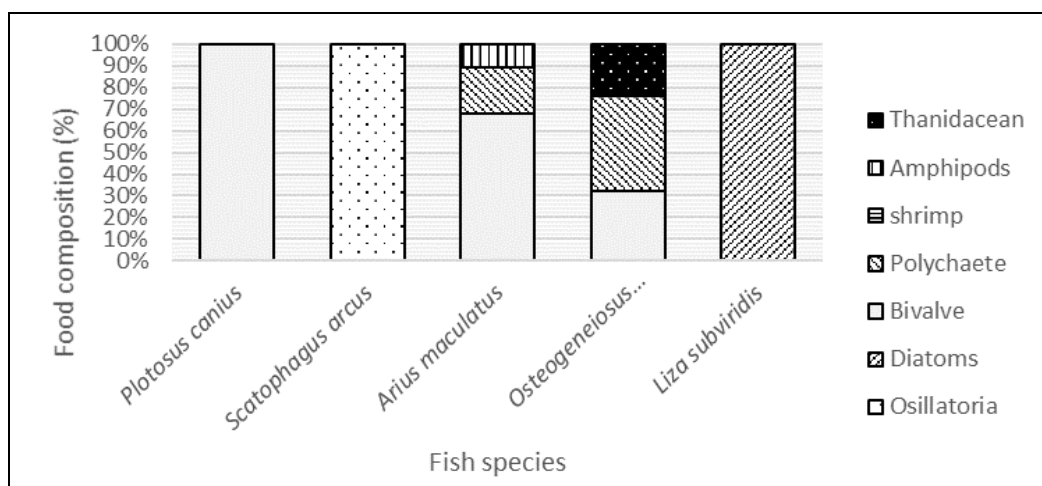 100%
90%
80%
70%
60%
50%
40%
30%
20%
10%
0%
Food composition (%)
Plotosus canius
Scatophagus arcus
Arius maculatus
Osteogeneiosus...
Liza subviridis
Fish species
Thanidacean
Amphipods
shrimp
Polychaete
Bivalve
Diatoms
Osillatoria